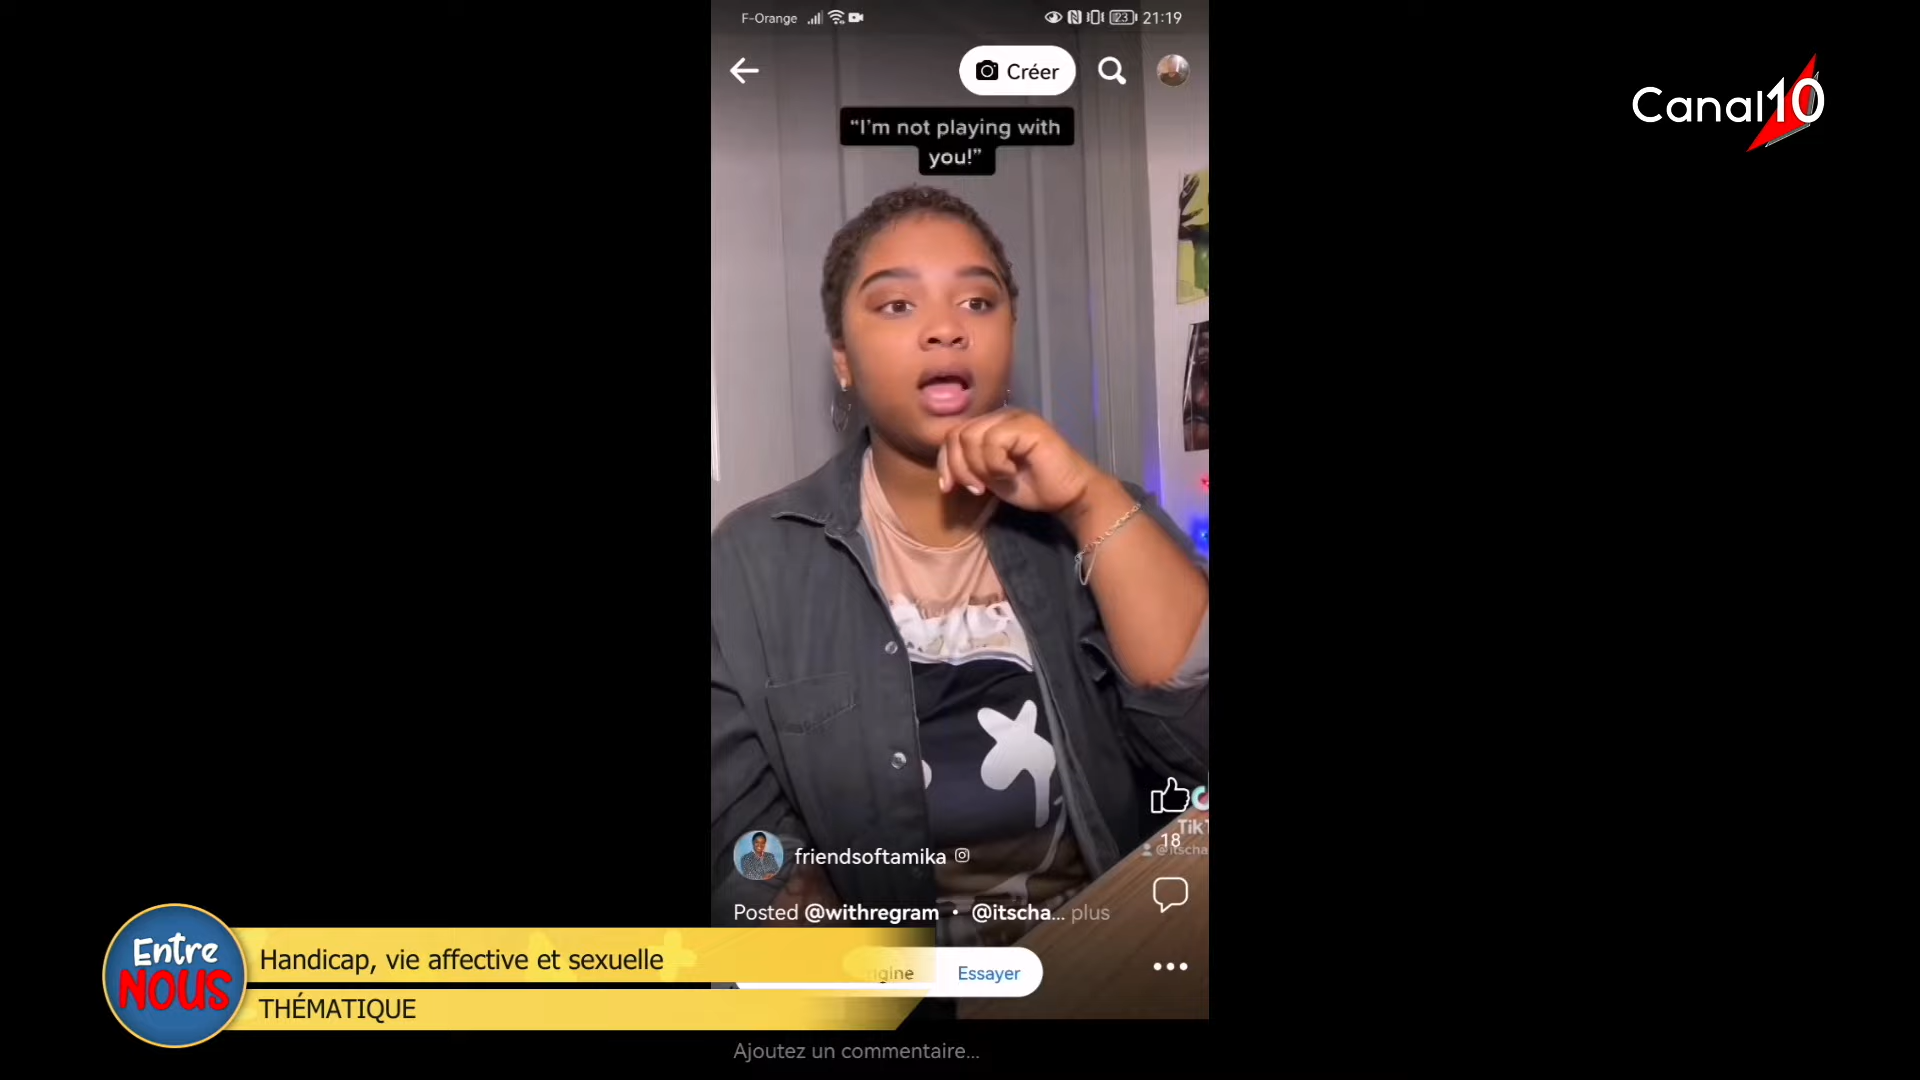 F-Orange
23
21:19
Créer
Canal10
"I'm not playing with
you!"
18
friendsoftamika
Posted @withregram • @itscha... plus
Essayer
Entre
NOUS
Handicap, vie affective et sexuelle
THÉMATIQUE
Ajoutez un commentaire...